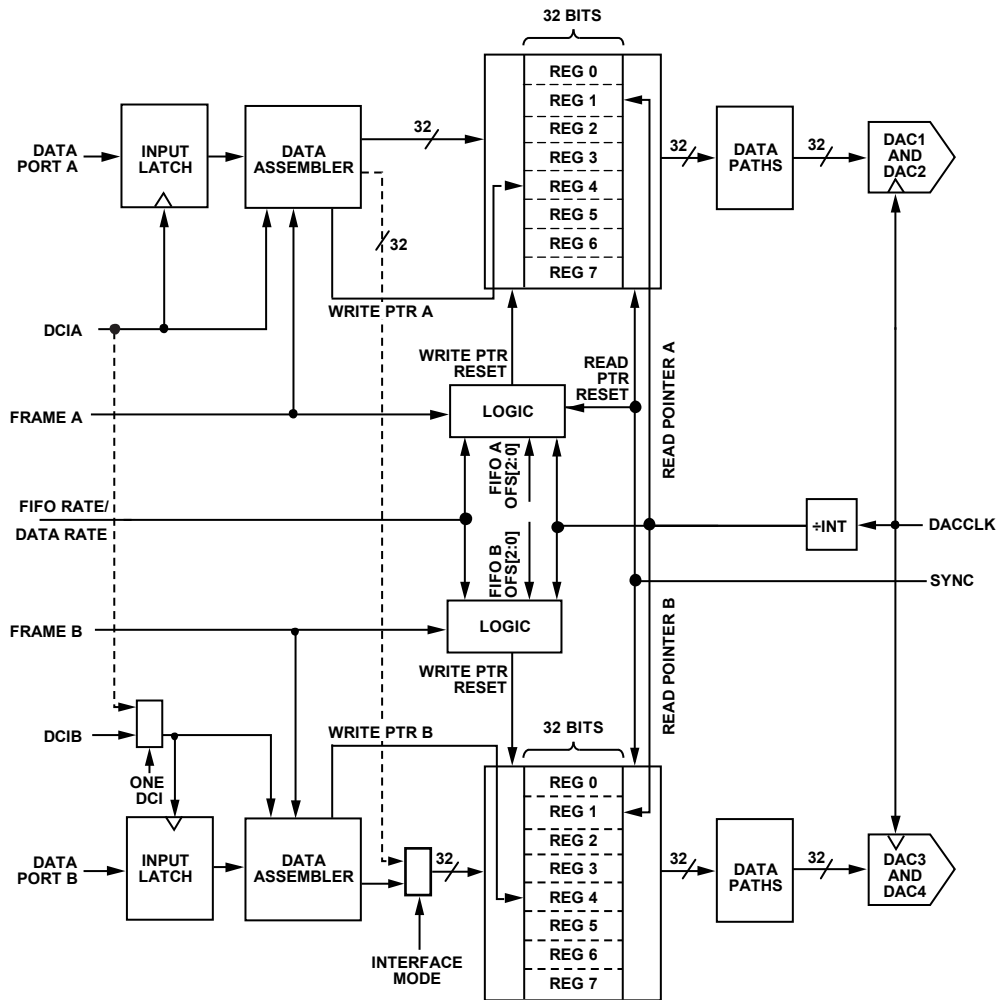 32 BITS
REG 0
REG 1
REG 2
REG 3
REG 4
REG 5
REG 6
REG 7
DATA
PORT A
INPUT
LATCH
DATA
ASSEMBLER
32
32
32
DATA
PATHS
32
DAC1
AND
DAC2
WRITE PTR A
DCIA
WRITE PTR
RESET
READ
PTR
RESET
READ POINTER A
FRAME A
LOGIC
FIFO A
OFS[2:0]
FIFO RATE/
DATA RATE
÷INT
DACCLK
FIFO B
OFS[2:0]
SYNC
FRAME B
LOGIC
WRITE PTR
RESET
READ POINTER B
DCIB
ONE
DCI
WRITE PTR B
32 BITS
REG 0
REG 1
REG 2
REG 3
REG 4
REG 5
REG 6
REG 7
DATA
PORT B
INPUT
LATCH
DATA
ASSEMBLER
32
INTERFACE
MODE
32
DATA
PATHS
32
DAC3
AND
DAC4